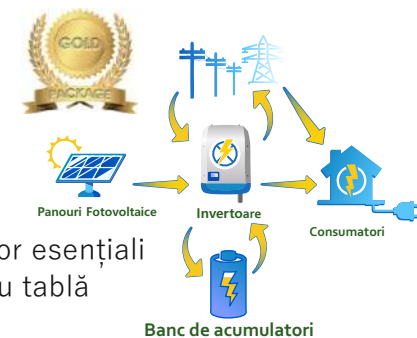 GOLD
PACKAGE
Panouri Fotovoltaice
Invertoare
Consumatori
or esențiali
u tablă
Banc de acumulatori